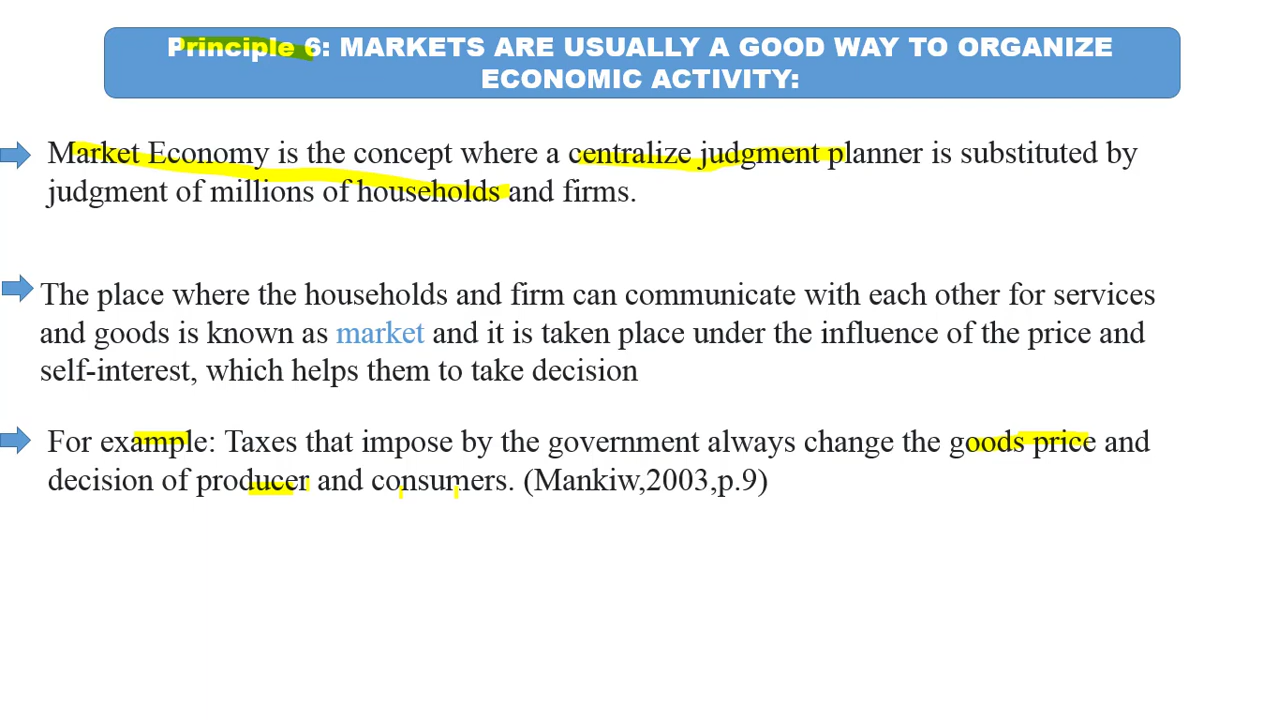 Principle 6: MARKETS ARE USUALLY A GOOD WAY TO ORGANIZE
ECONOMIC ACTIVITY:
Market Economy is the concept where a centralize judgment planner is substituted by
judgment of millions of households and firms.
The place where the households and firm can communicate with each other for services
and goods is known as market and it is taken place under the influence of the price and
self-interest, which helps them to take decision
For example: Taxes that impose by the government always change the goods price and
decision of producer and consumers. (Mankiw,2003,p.9)